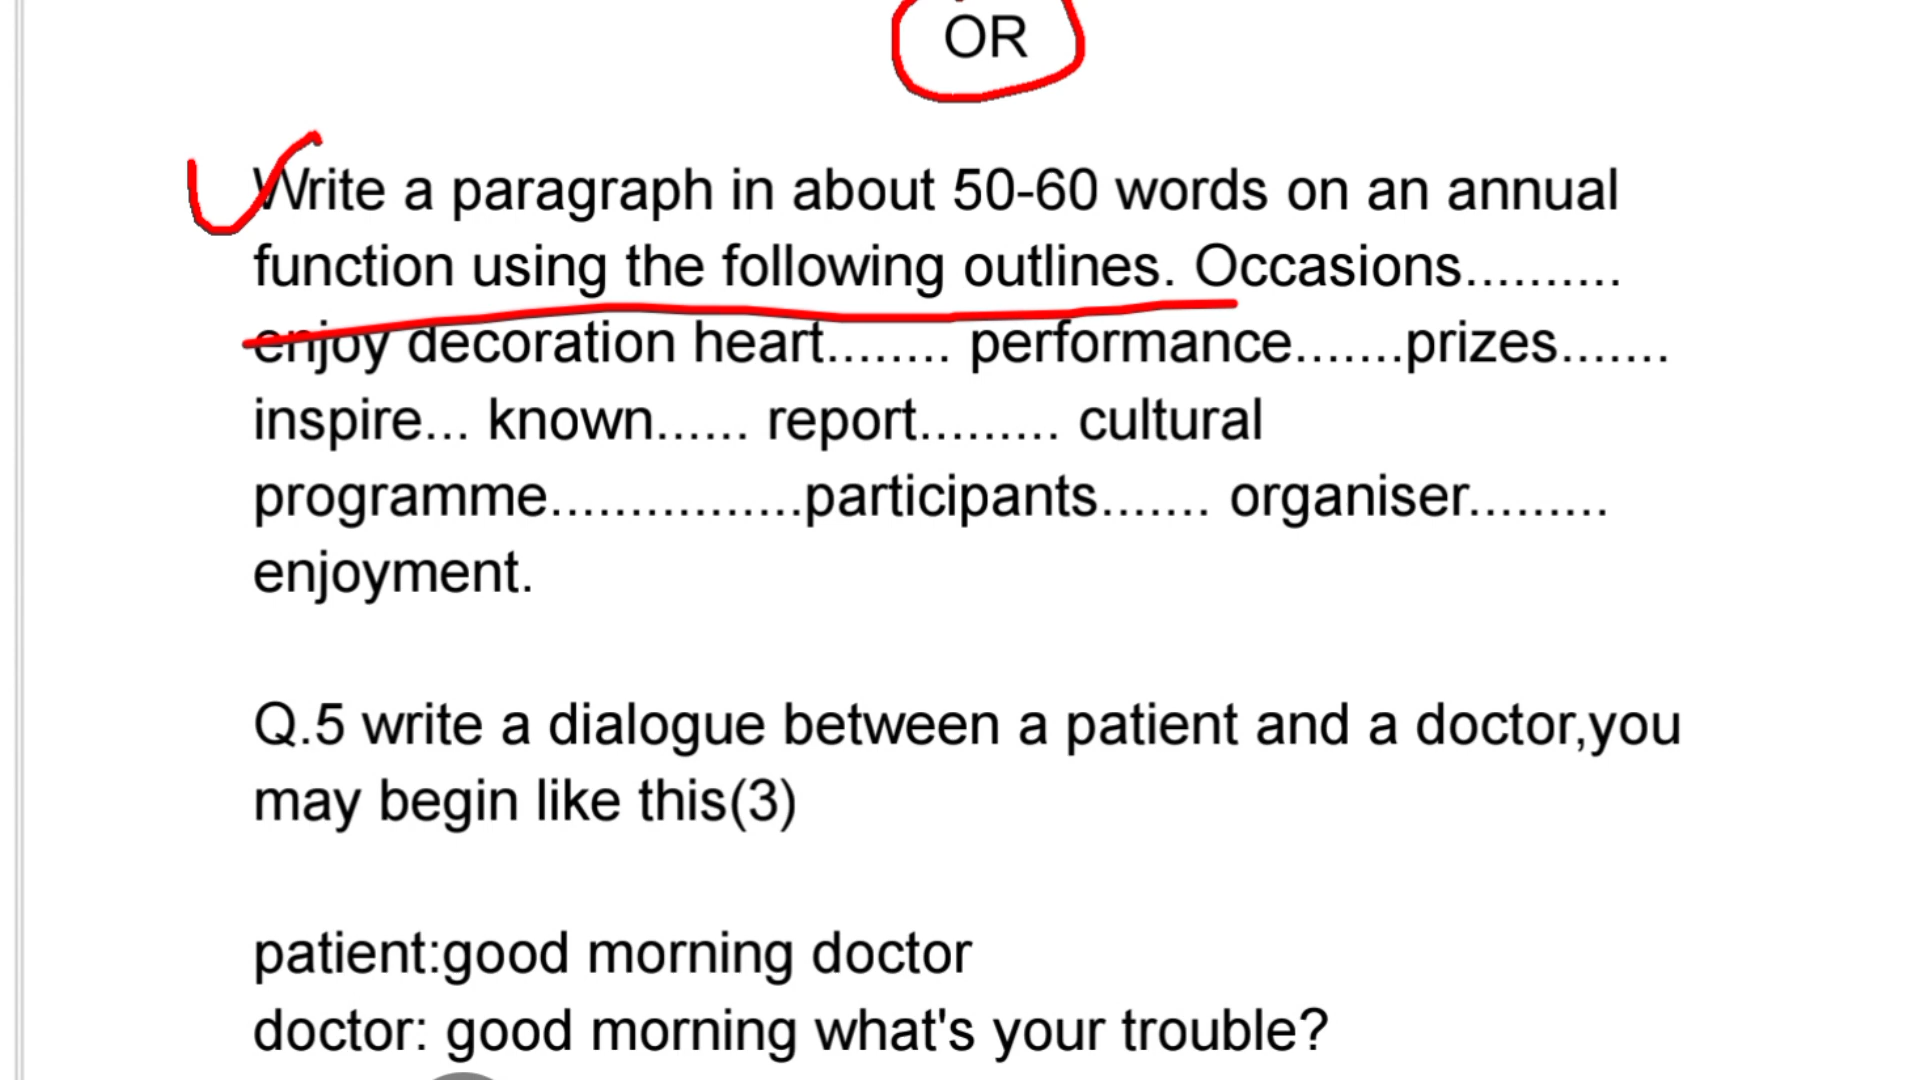 OR
Write a paragraph in about 50-60 words on an annual
function using the following outlines. Occasions..........
enjoy decoration heart........ performance.......prizes.......
inspire... known...... report......... cultural
programme................participants....... organiser.........
enjoyment.
Q.5 write a dialogue between a patient and a doctor,you
may begin like this(3)
patient:good morning doctor
doctor: good morning what's your trouble?